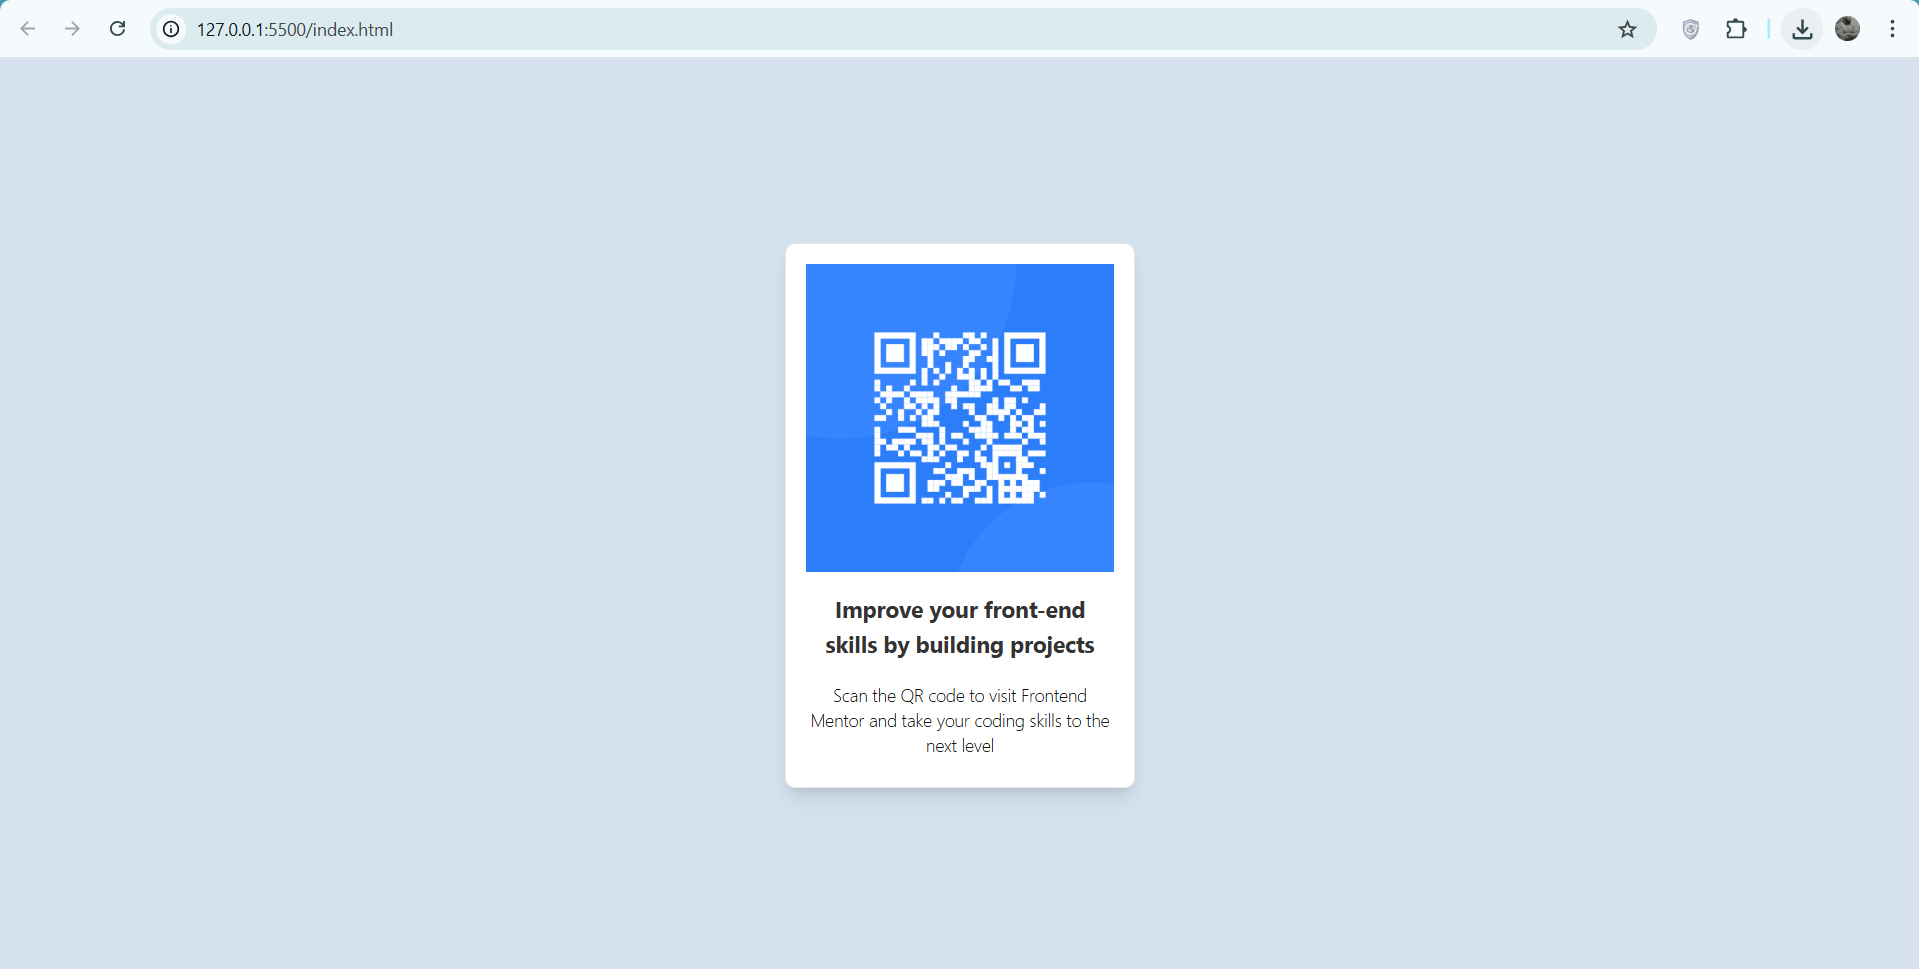 127.0.0.1:5500/index.html
Improve your front-end
skills by building projects
Scan the QR code to visit Frontend
Mentor and take your coding skills to the
next level